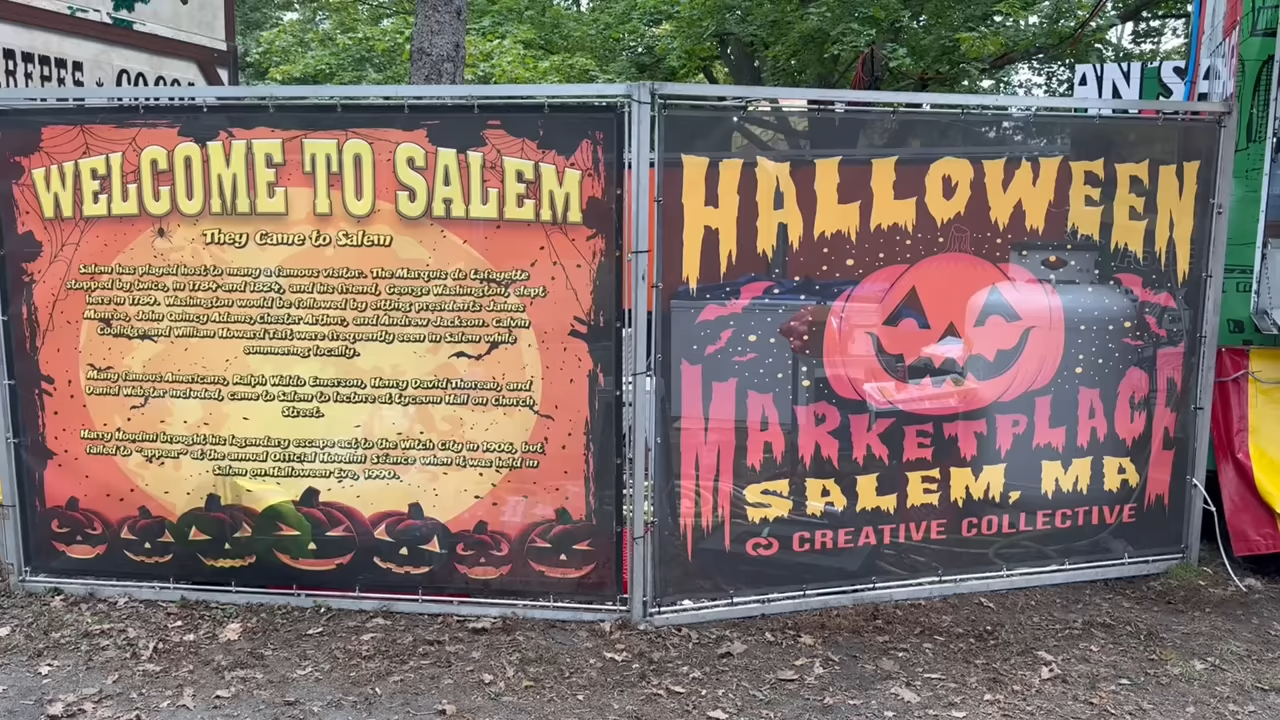 REPES * COCOA
AN SA
WELCOME TO SALEM
They Came to Salem
Salem has played host to many a famous visitor. The Marquis de Lafayette
stopped by twice, in 1784 and 1824, and his friend, George Washington, slept
here in 1789. Washington would be followed by sitting presidents James
Monroe, John Quincy Adams, Chester Arthur, and Andrew Jackson. Calvin
Coolidge and William Howard Taft were frequently seen in Salem while
summering locally.
Many famous Americans, Ralph Waldo Emerson, Henry David Thoreau, and
Daniel Webster included, came to Salem to lecture at Lyceum Hall on Church
Street.
Harry Houdini brought his legendary escape act to the Witch City in 1906, but
failed to "appear" at the annual Official Houdini Séance when it was held in
Salem on Halloween Eve, 1990.
HALLOWEEN
MARKETPLACE
SALEM, MA
CREATIVE COLLECTIVE